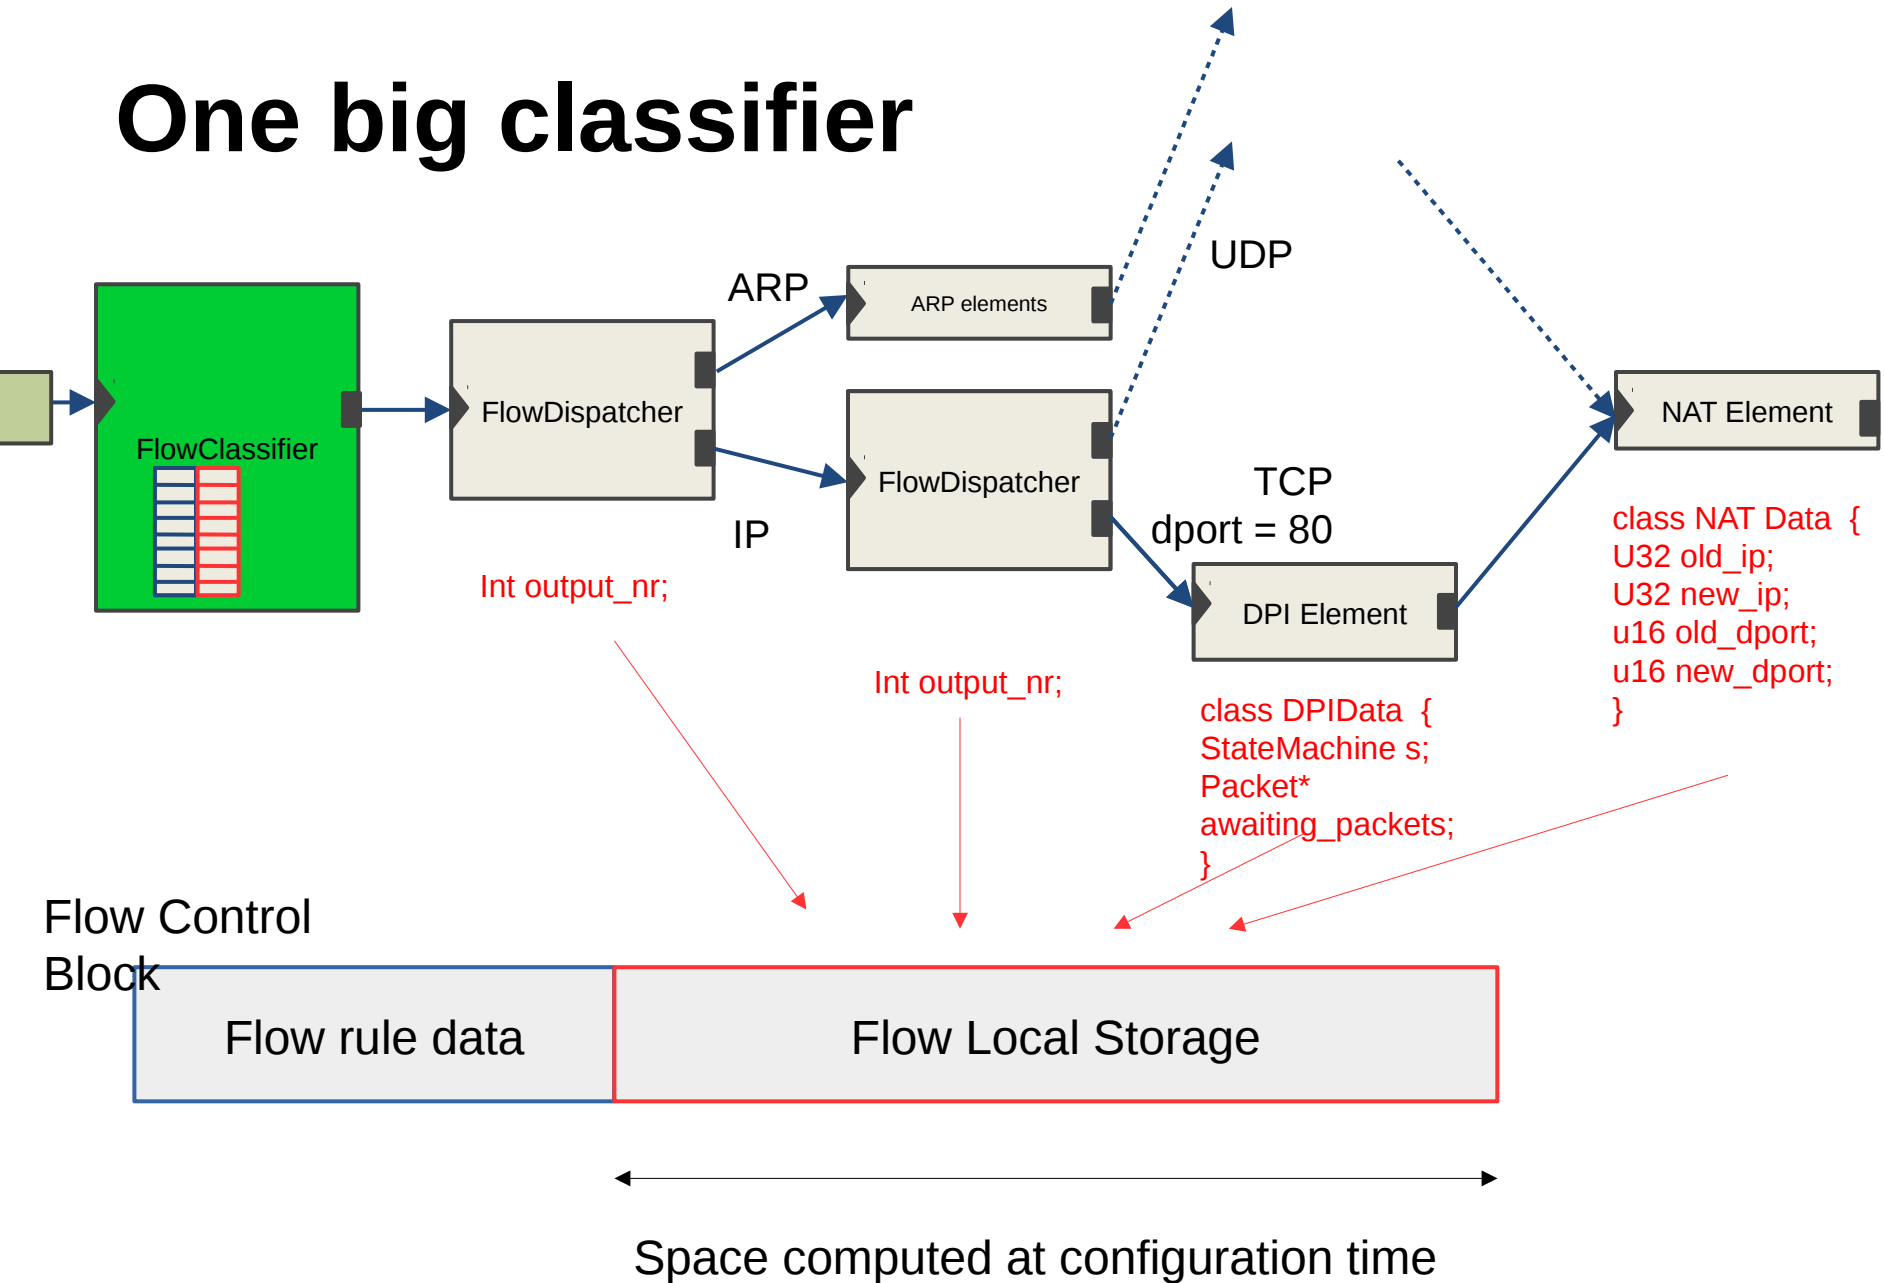 One big classifier
UDP
ARP
ARP elements
FlowDispatcher
NAT Element
FlowClassifier
FlowDispatcher
TCP
dport = 80
IP
class NAT Data  {
U32 old_ip;
U32 new_ip;
u16 old_dport;
u16 new_dport;
}
Int output_nr;
DPI Element
Int output_nr;
class DPIData  {
StateMachine s;
Packet*
awaiting_packets;
}
Flow Control
Block
Flow rule data
Flow Local Storage
Space computed at configuration time